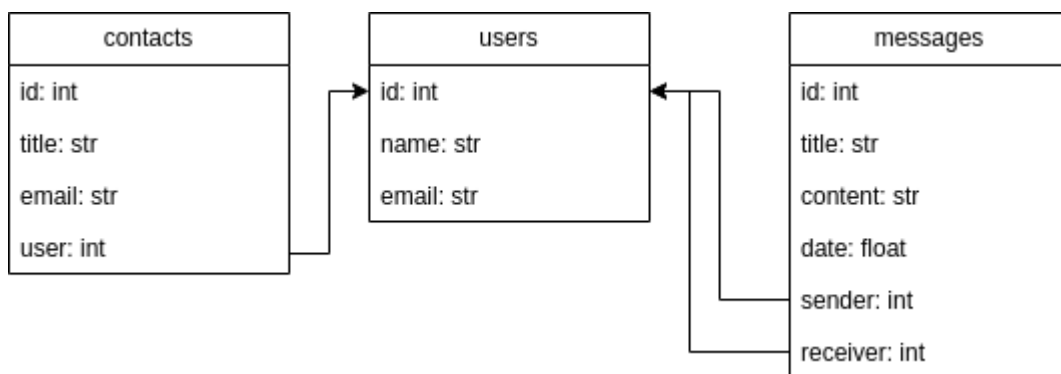 contacts
id: int
title: str
email: str
user: int
users
id: int
name: str
email: str
messages
id: int
title: str
content: str
date: float
sender: int
receiver: int